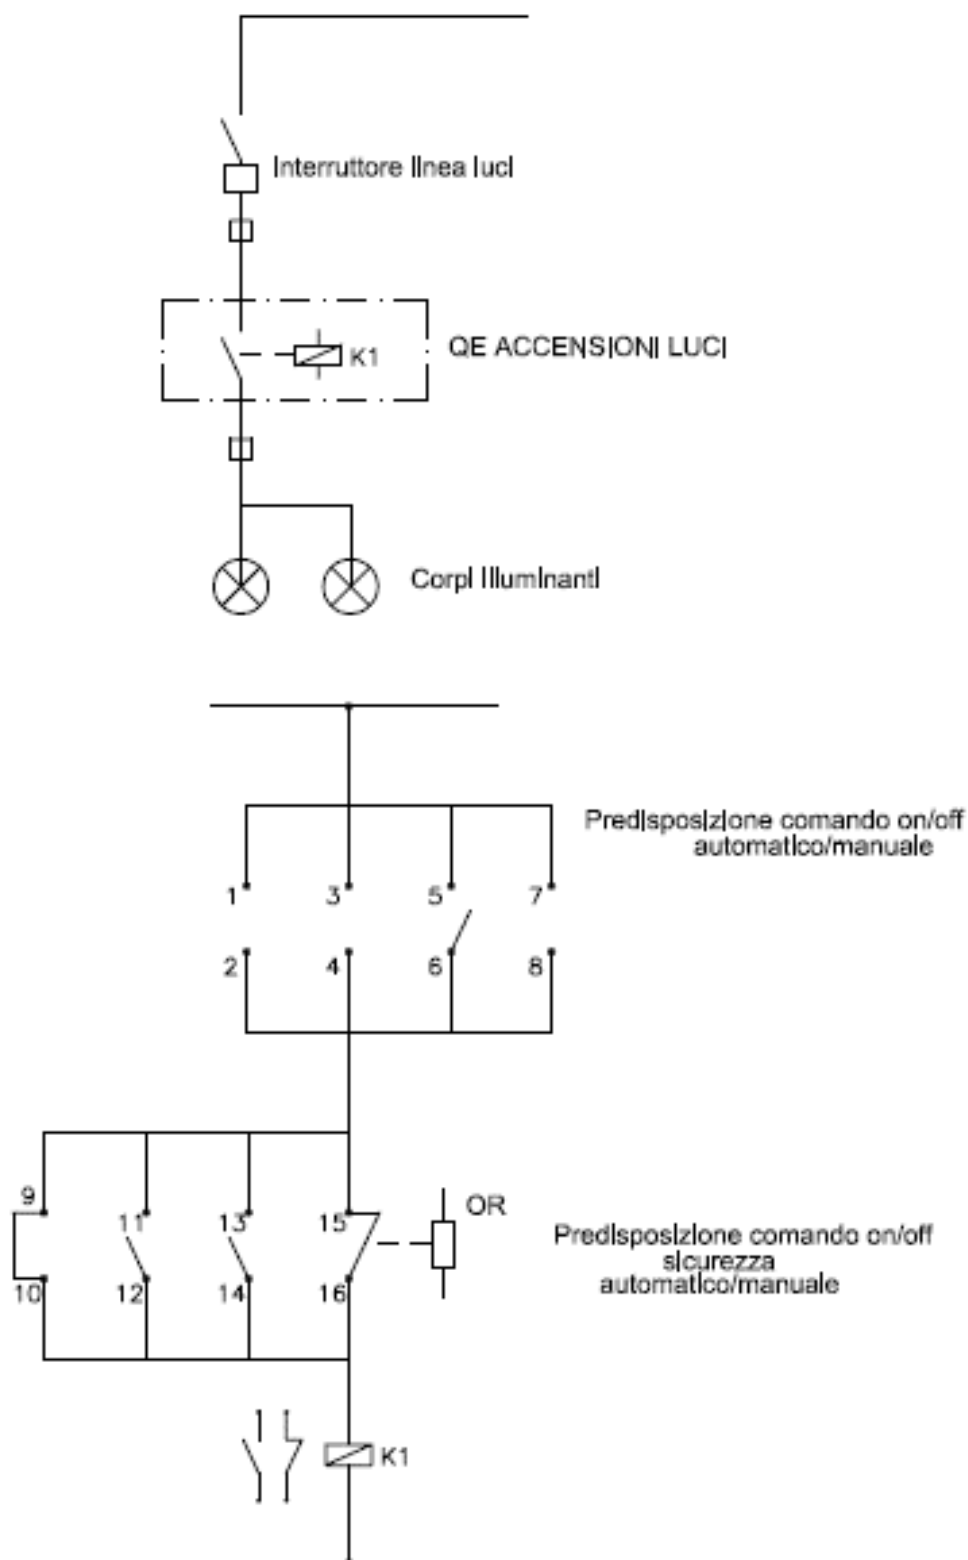 Interruttore linea luci
QE ACCENSIONI LUCI
K1
Corpi illuminanti
Predisposizione comando on/off
automatico/manuale
1 3 5 7
2 4 6 8
9
11 13 15
OR
Predisposizione comando on/off
sicurezza
automatico/manuale
10 12 14 16
K1